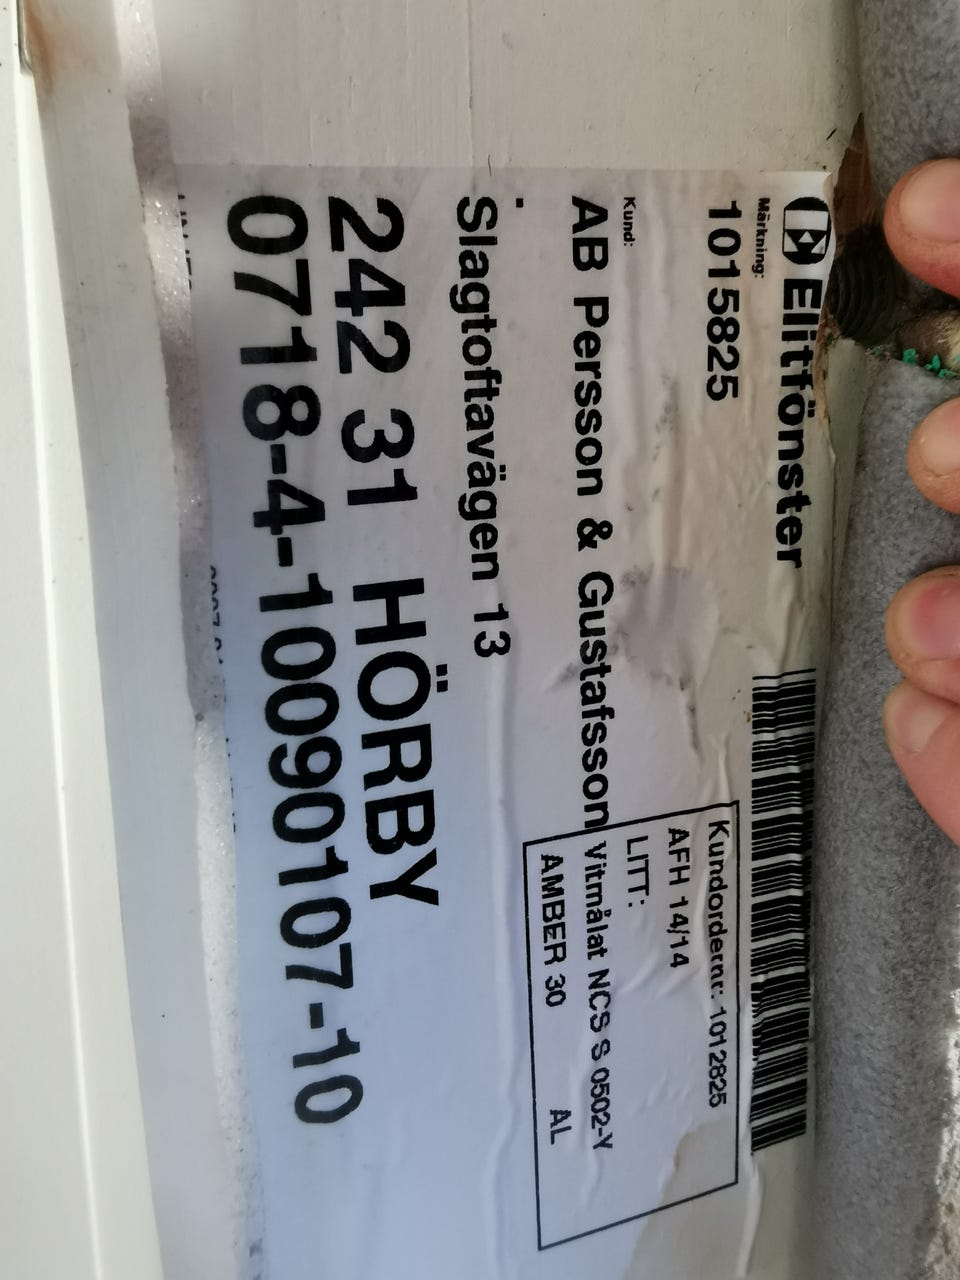 Elitfönster
Märkning:
1015825
Kundordernr: 1012825
AFH 14/14
Kund:
LITT:
AB Persson & Gustafsson
Vitmålat NCS S 0502-Y
AMBER 30 AL
.
Slagtoftavägen 13
242 31 HÖRBY
0718-4-10090107-10